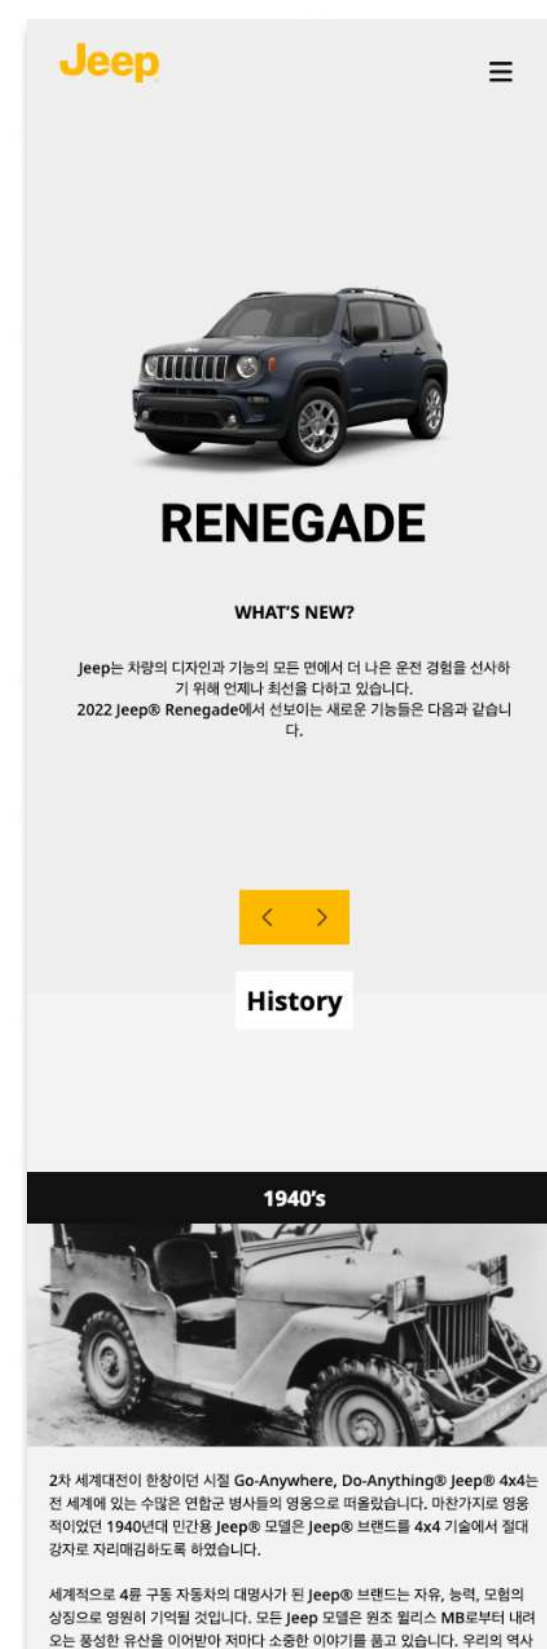 Jeep
RENEGADE
WHAT'S NEW?
Jeep는 차량의 디자인과 기능의 모든 면에서 더 나은 운전 경험을 선사하
기 위해 언제나 최선을 다하고 있습니다.
2022 Jeep® Renegade에서 선보이는 새로운 기능들은 다음과 같습니
다.
History
1940's
2차 세계대전이 한창이던 시절 Go-Anywhere, Do-Anything® Jeep® 4x4는
전 세계에 있는 수많은 연합군 병사들의 영웅으로 떠올랐습니다. 마찬가지로 영웅
적이었던 1940년대 민간용 Jeep® 모델은 Jeep® 브랜드를 4x4 기술에서 절대
강자로 자리매김하도록 하였습니다.
세계적으로 4륜 구동 자동차의 대명사가 된 Jeep® 브랜드는 자유, 능력, 모험의
상징으로 영원히 기억될 것입니다. 모든 Jeep 모델은 원조 윌리스 MB로부터 내려
오는 풍성한 유산을 이어받아 저마다 소중한 이야기를 품고 있습니다. 우리의 역사